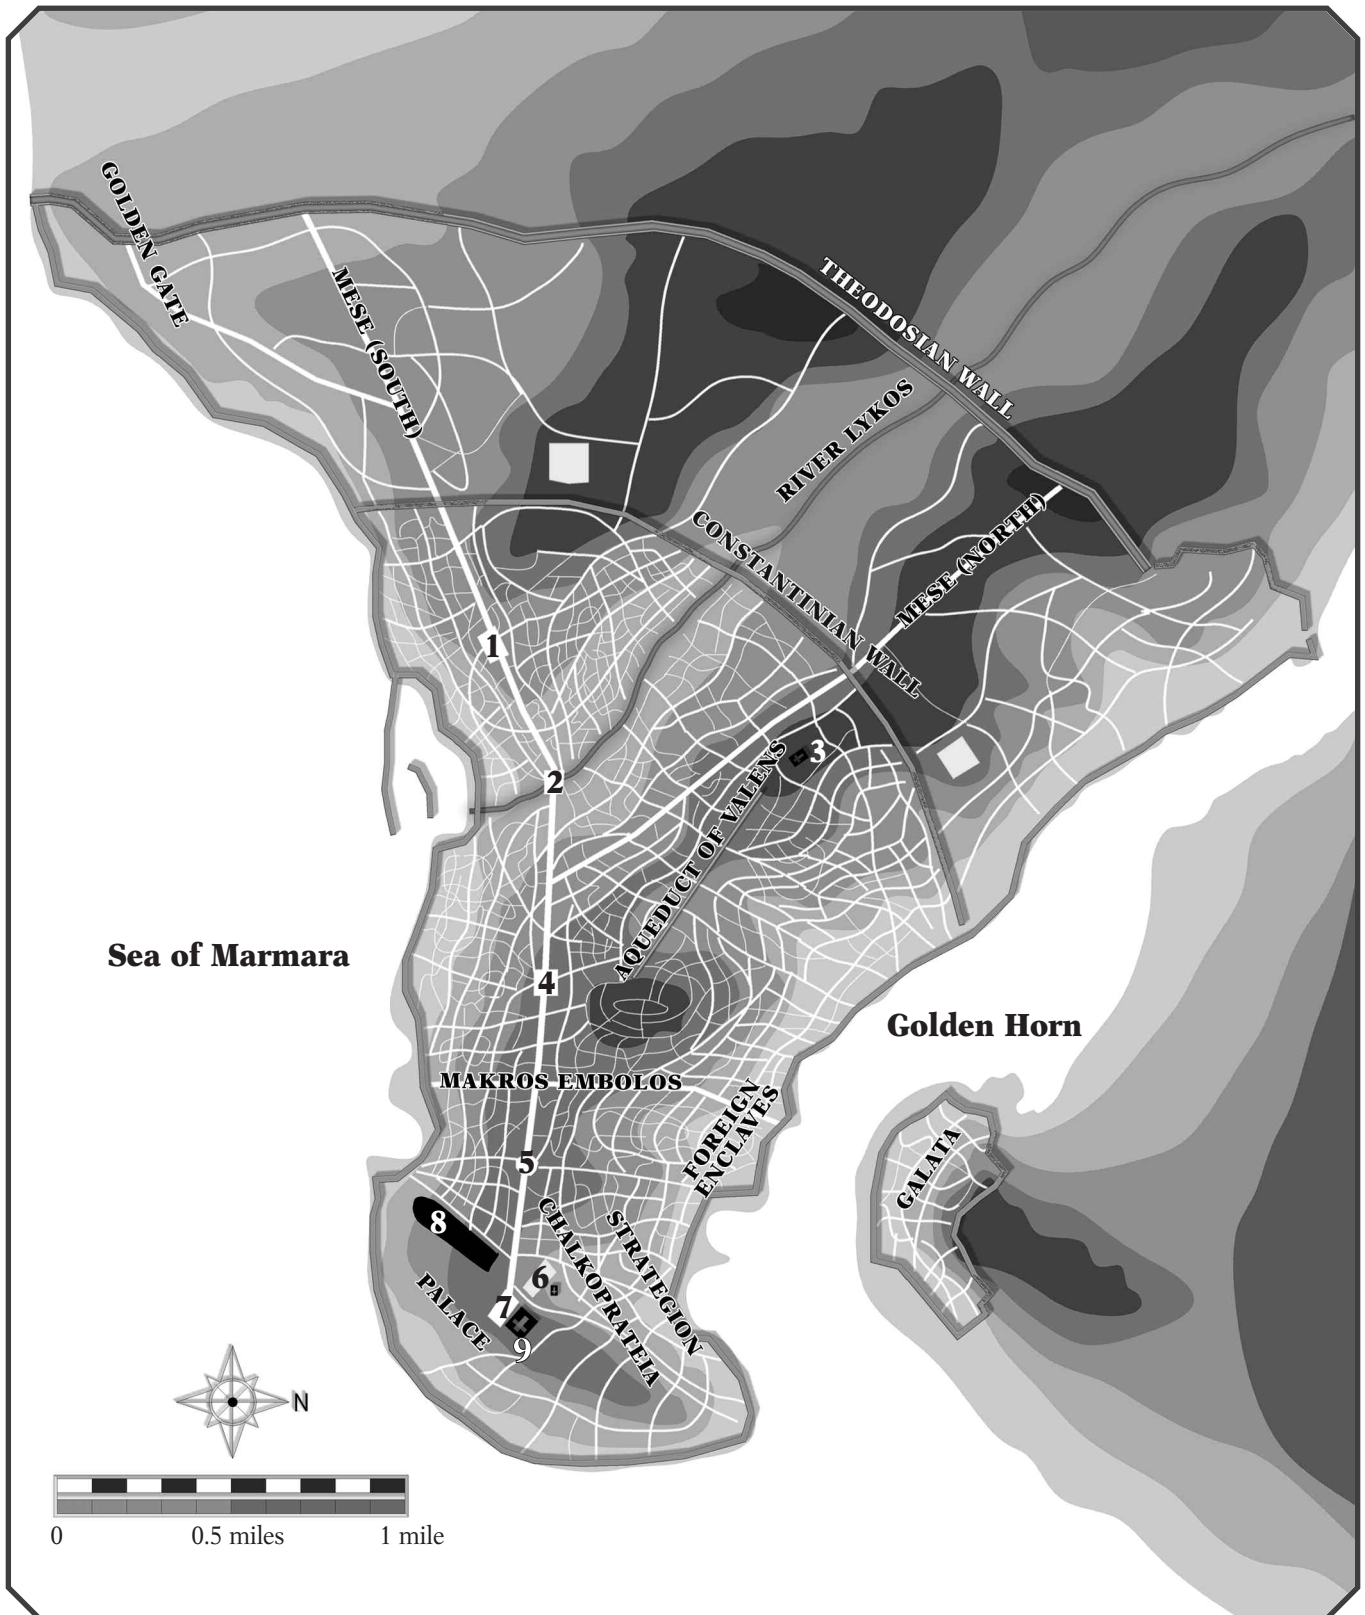 GOLDEN GATE
MESE (SOUTH)
THEODOSIAN WALL
RIVER LYKOS
CONSTANTINIAN WALL
MESE (NORTH)
1
2
3
AQUEDUCT OF VALENS
Sea of Marmara
4
Golden Horn
MAKROS EMBOLOS
FOREIGN
ENCLAVES
GALATA
5
8
CHALKOPRATEIA
STRATEGION
6
7
PALACE
9
N
0
0.5 miles
1 mile